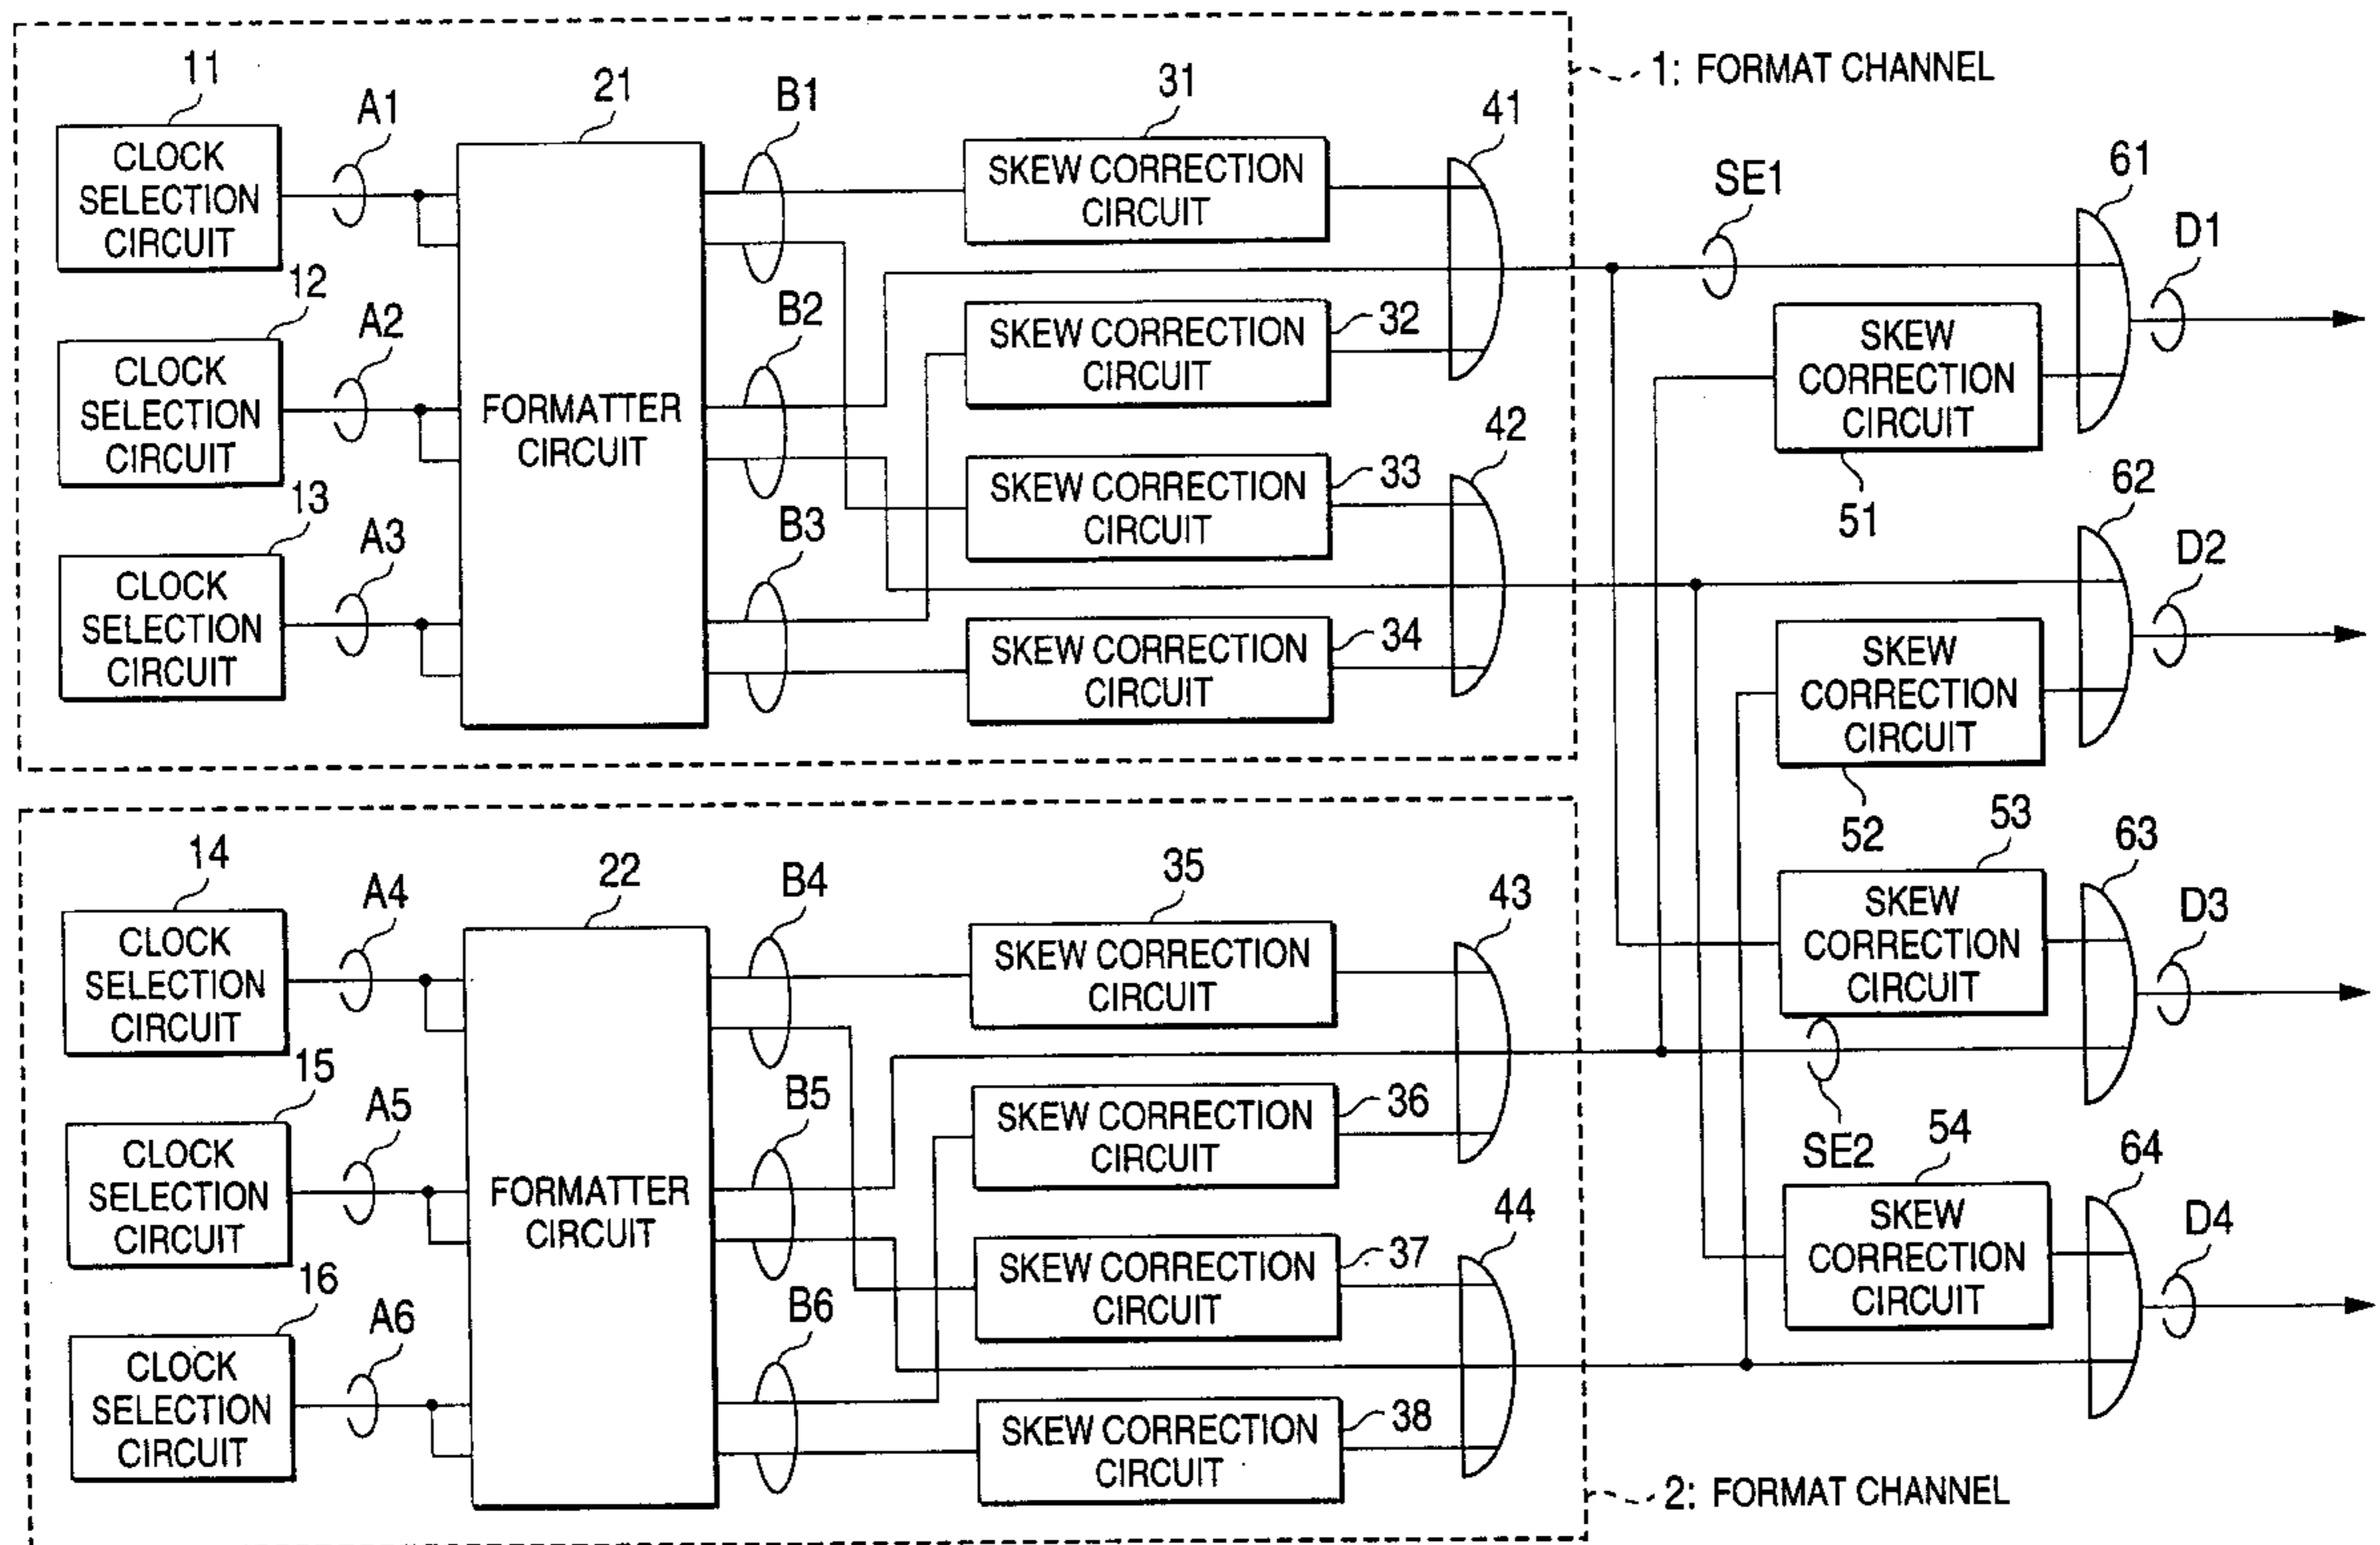 1: FORMAT CHANNEL
11
CLOCK
SELECTION
CIRCUIT
A1
12
CLOCK
SELECTION
CIRCUIT
A2
13
CLOCK
SELECTION
CIRCUIT
A3
21
FORMATTER
CIRCUIT
B1
B2
B3
31
SKEW CORRECTION
CIRCUIT
32
SKEW CORRECTION
CIRCUIT
33
SKEW CORRECTION
CIRCUIT
34
SKEW CORRECTION
CIRCUIT
41
42
SE1
61
D1
SKEW
CORRECTION
CIRCUIT
51
62
D2
SKEW
CORRECTION
CIRCUIT
52
14
CLOCK
SELECTION
CIRCUIT
A4
15
CLOCK
SELECTION
CIRCUIT
A5
16
CLOCK
SELECTION
CIRCUIT
A6
22
FORMATTER
CIRCUIT
B4
B5
B6
35
SKEW CORRECTION
CIRCUIT
36
SKEW CORRECTION
CIRCUIT
37
SKEW CORRECTION
CIRCUIT
38
SKEW CORRECTION
CIRCUIT
43
44
53
SKEW
CORRECTION
CIRCUIT
63
D3
SE2
54
SKEW
CORRECTION
CIRCUIT
64
D4
2: FORMAT CHANNEL